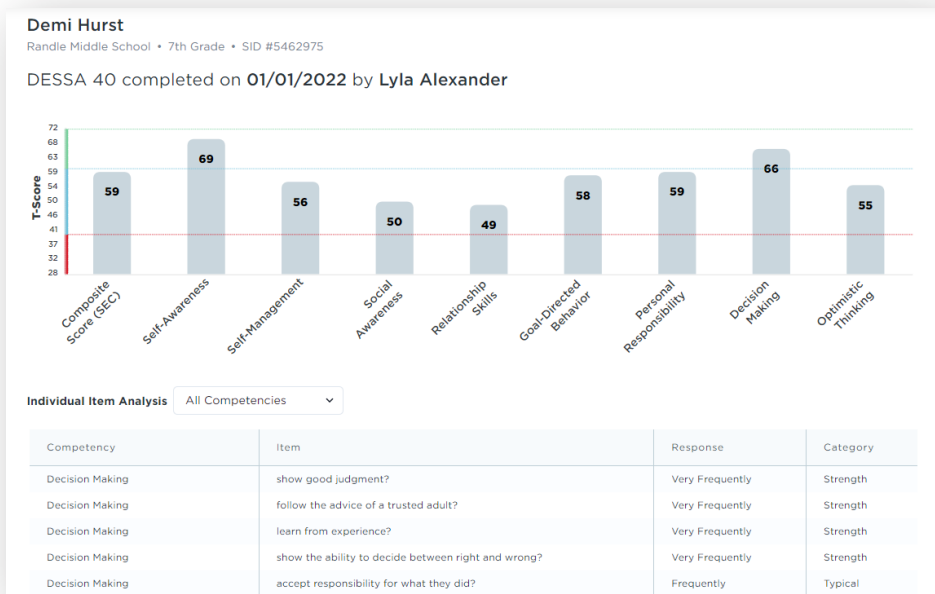 Demi Hurst
Randle Middle School • 7th Grade • SID #5462975
DESSA 40 completed on 01/01/2022 by Lyla Alexander
T-Score
72
68
63
59
54
50
46
41
37
32
28
59
69
56
50
49
58
59
66
55
Composite
Score (SEC)
Self-Awareness
Self-Management
Social
Awareness
Relationship
Skills
Goal-Directed
Behavior
Personal
Responsibility
Decision
Making
Optimistic
Thinking
Individual Item Analysis All Competencies
Competency Item Response Category
Decision Making show good judgment? Very Frequently Strength
Decision Making follow the advice of a trusted adult? Very Frequently Strength
Decision Making learn from experience? Very Frequently Strength
Decision Making show the ability to decide between right and wrong? Very Frequently Strength
Decision Making accept responsibility for what they did? Frequently Typical